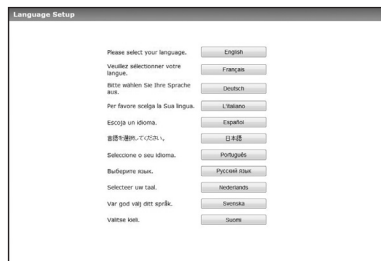 Language Setup
Please select your language. English
Veuillez sélectionner votre
langue. Français
Bitte wählen Sie Ihre Sprache
aus. Deutsch
Per favore scelga la Sua lingua. L'Italiano
Escoja un idioma. Español
言語を選択してください。 日本語
Seleccione o seu idioma. Português
Выберите язык. Русский язык
Selecteer uw taal. Nederlands
Var god välj ditt språk. Svenska
Valitse kieli. Suomi